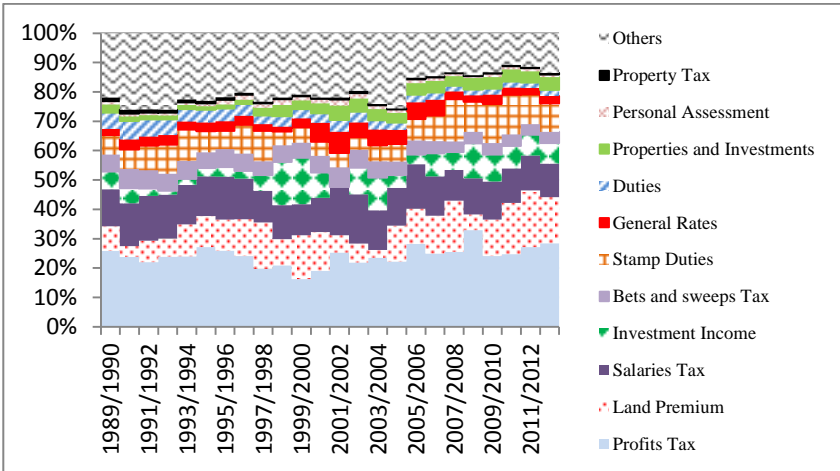 100%
90%
80%
70%
60%
50%
40%
30%
20%
10%
0%
1989/1990
1991/1992
1993/1994
1995/1996
1997/1998
1999/2000
2001/2002
2003/2004
2005/2006
2007/2008
2009/2010
2011/2012
Others
Property Tax
Personal Assessment
Properties and Investments
Duties
General Rates
Stamp Duties
Bets and sweeps Tax
Investment Income
Salaries Tax
Land Premium
Profits Tax